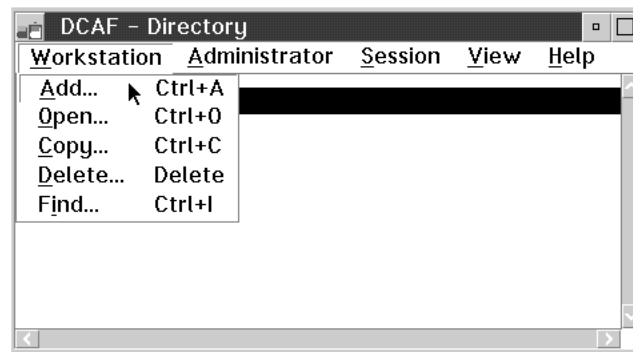 DCAF - Directory
Workstation Administrator Session View Help
Add... Ctrl+A
Open... Ctrl+O
Copy... Ctrl+C
Delete... Delete
Find... Ctrl+I